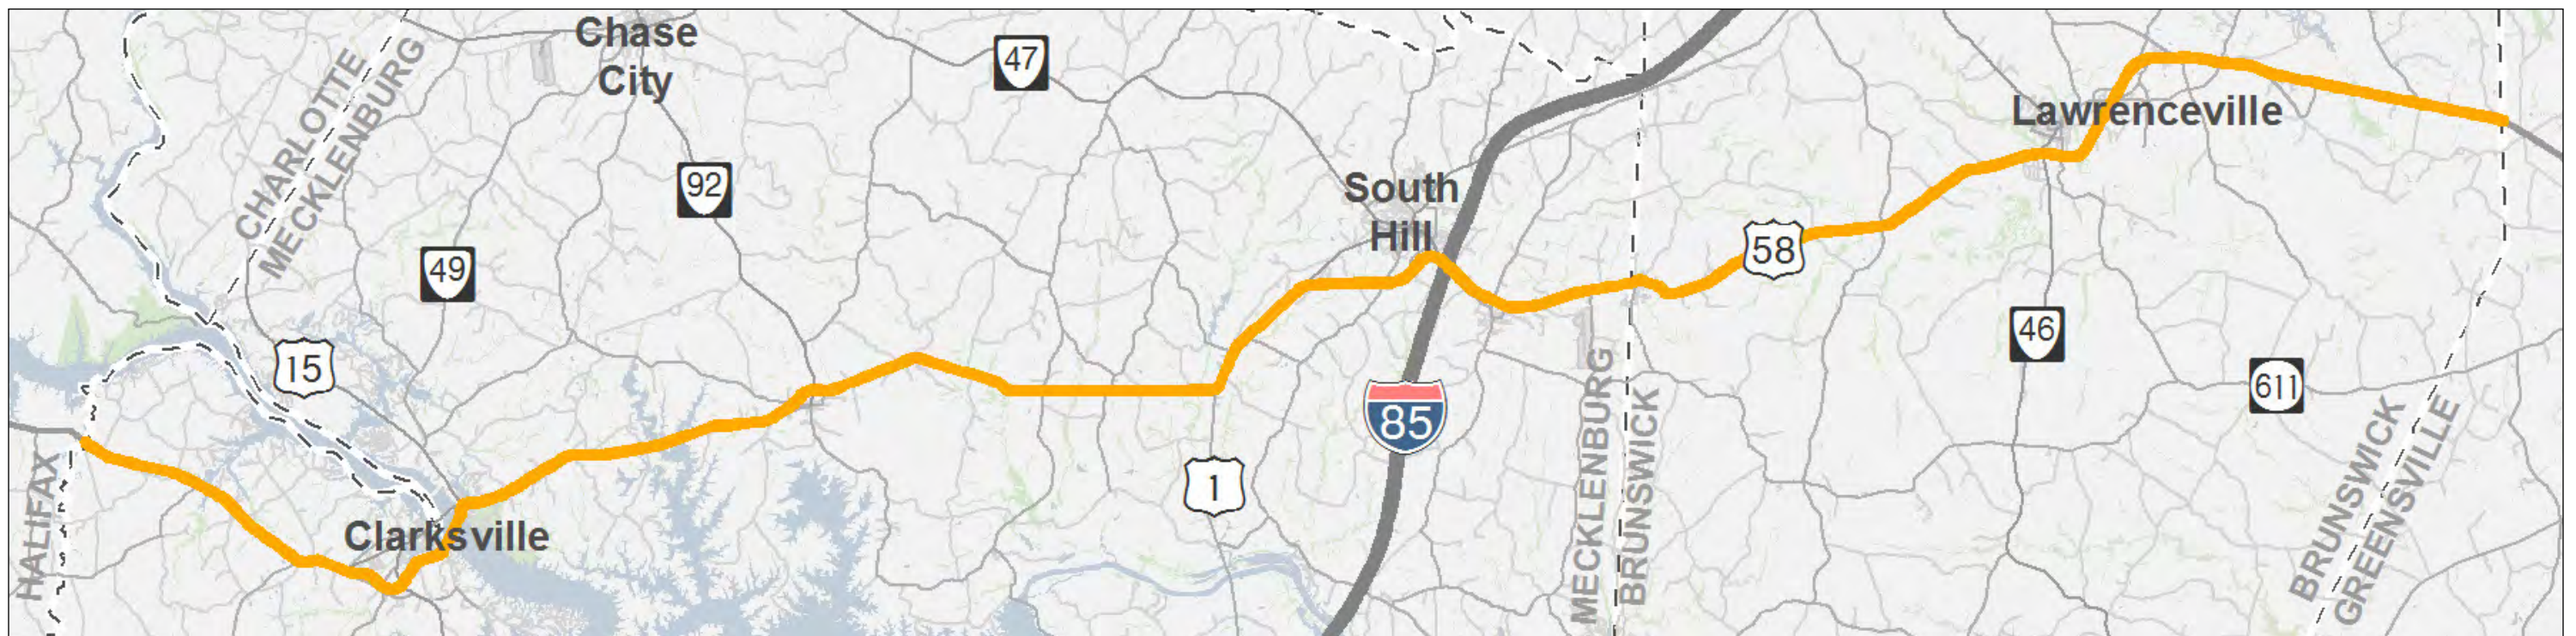 Chase
City
47
CHARLOTTE
MECKLENBURG
92
49
South
Hill
Lawrenceville
58
15
46
611
85
1
HALIFAX
Clarksville
MECKLENBURG
BRUNSWICK
BRUNSWICK
GREENSVILLE